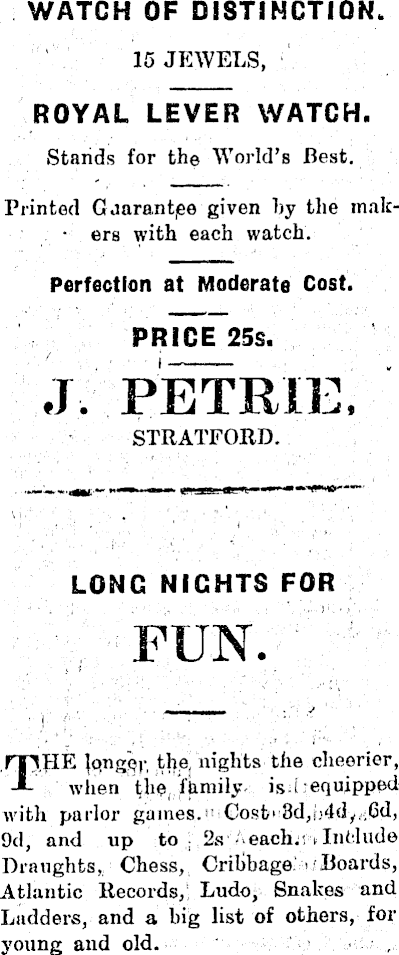 WATCH OF DISTINCTION.
15 JEWELS,
ROYAL LEVER WATCH.
Stands for the World's Best.
Printed Guarantee given by the mak-
ers with each watch.
Perfection at Moderate Cost.
PRICE 25s.
J. PETRIE,
STRATFORD.
LONG NIGHTS FOR
FUN.
THE longer the nights the cheerier,
when the family is equipped
with parlor games. Cost 3d, 4d, 6d,
9d, and up to 2s each. Include
Draughts, Chess, Cribbage Boards,
Atlantic Records, Ludo, Snakes and
Ladders, and a big list of others, for
young and old.